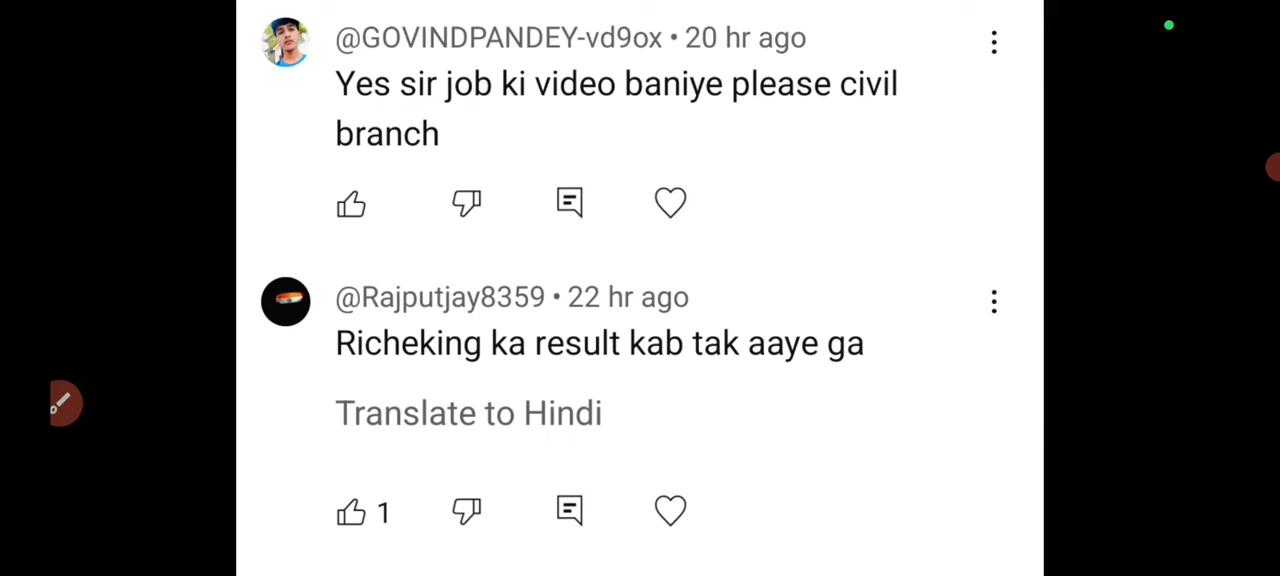 @GOVINDPANDEY-vd9ox • 20 hr ago
Yes sir job ki video baniye please civil
branch
@Rajputjay8359 • 22 hr ago
Richeking ka result kab tak aaye ga
Translate to Hindi
1